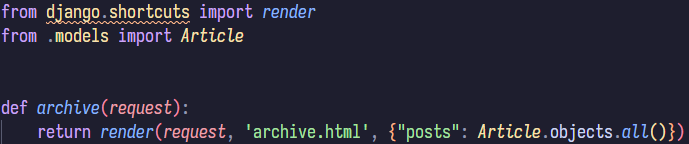 from django.shortcuts import render
from .models import Article
def archive(request):
    return render(request, 'archive.html', {"posts": Article.objects.all()})